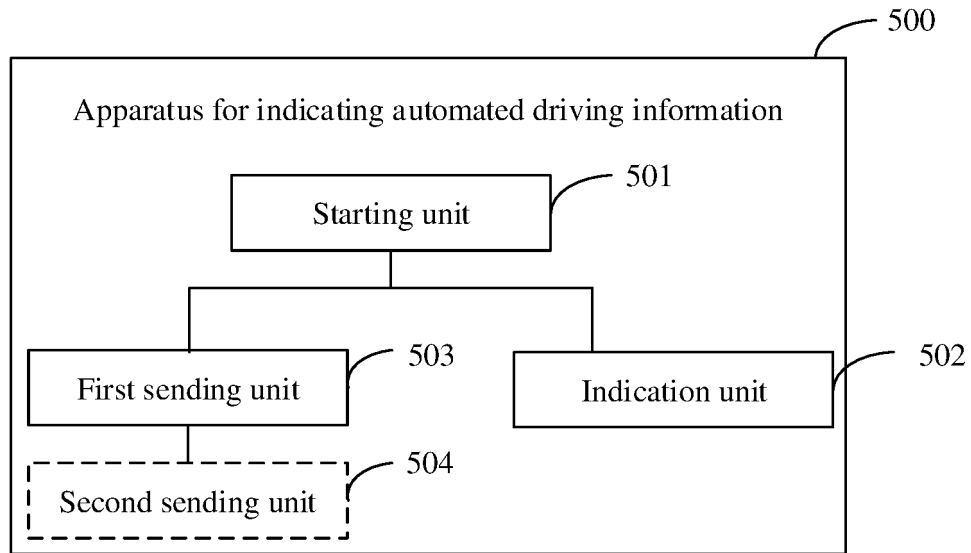 500
Apparatus for indicating automated driving information
501
Starting unit
503
First sending unit
502
Indication unit
504
Second sending unit